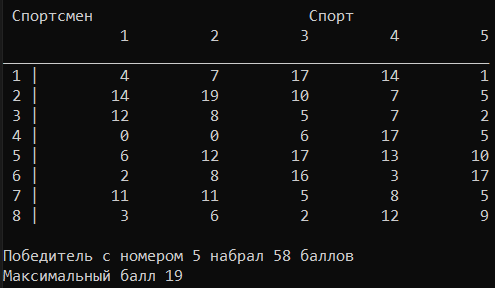 Спортсмен Спорт
1 2 3 4 5
1 | 4 7 17 14 1
2 | 14 19 10 7 5
3 | 12 8 5 7 2
4 | 0 0 6 17 5
5 | 6 12 17 13 10
6 | 2 8 16 3 17
7 | 11 11 5 8 5
8 | 3 6 2 12 9
Победитель с номером 5 набрал 58 баллов
Максимальный балл 19